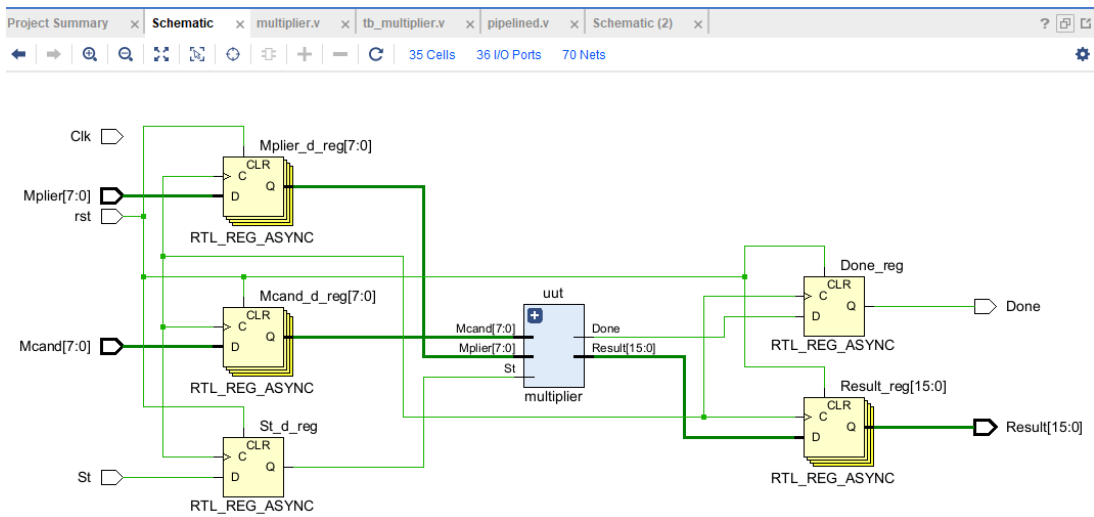 Project Summary × Schematic × multiplier.v × tb_multiplier.v × pipelined.v × Schematic (2) × ?
35 Cells 36 I/O Ports 70 Nets
Clk
Mplier_d_reg[7:0]
CLR
C
Q
Mplier[7:0]
D
rst
RTL_REG_ASYNC
Mcand_d_reg[7:0]
CLR
C
Q
Mcand[7:0]
D
RTL_REG_ASYNC
St_d_reg
CLR
C
Q
St
D
RTL_REG_ASYNC
uut
Mcand[7:0] Done
Mplier[7:0] Result[15:0]
St
multiplier
Done_reg
CLR
C
Q
Done
D
RTL_REG_ASYNC
Result_reg[15:0]
CLR
C
Q
Result[15:0]
D
RTL_REG_ASYNC